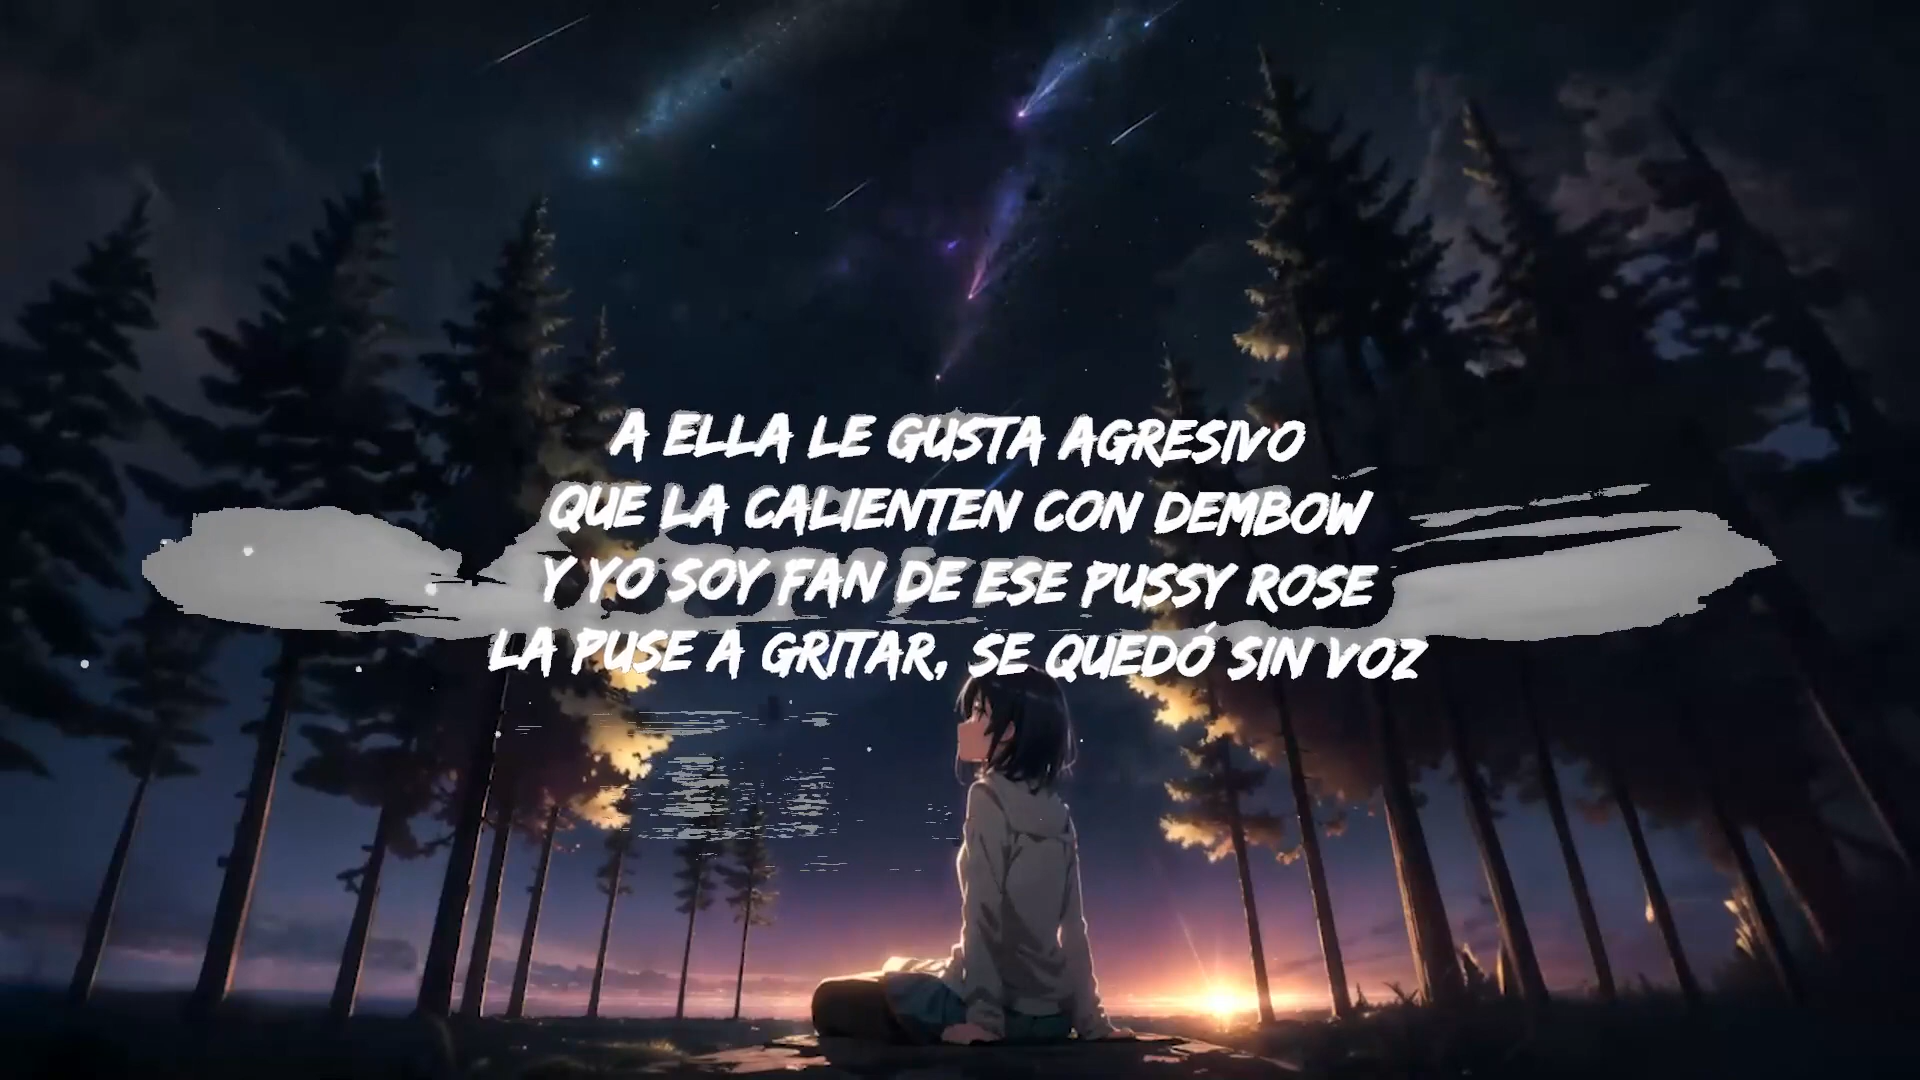 A ELLA LE GUSTA AGRESIVO
QUE LA CALIENTEN CON DEMBOW
Y YO SOY FAN DE ESE PUSSY ROSE
LA PUSE A GRITAR, SE QUEDÓ SIN VOZ